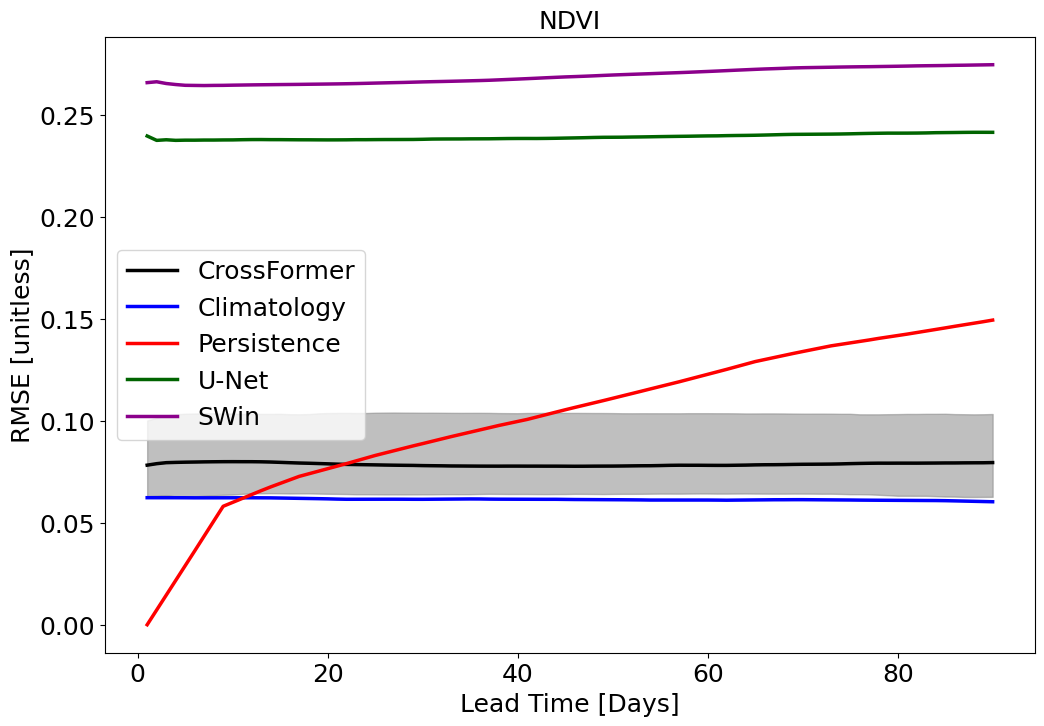 NDVI
RMSE [unitless]
0.25
0.20
0.15
0.10
0.05
0.00
CrossFormer
Climatology
Persistence
U-Net
SWin
0
20
40
60
80
Lead Time [Days]